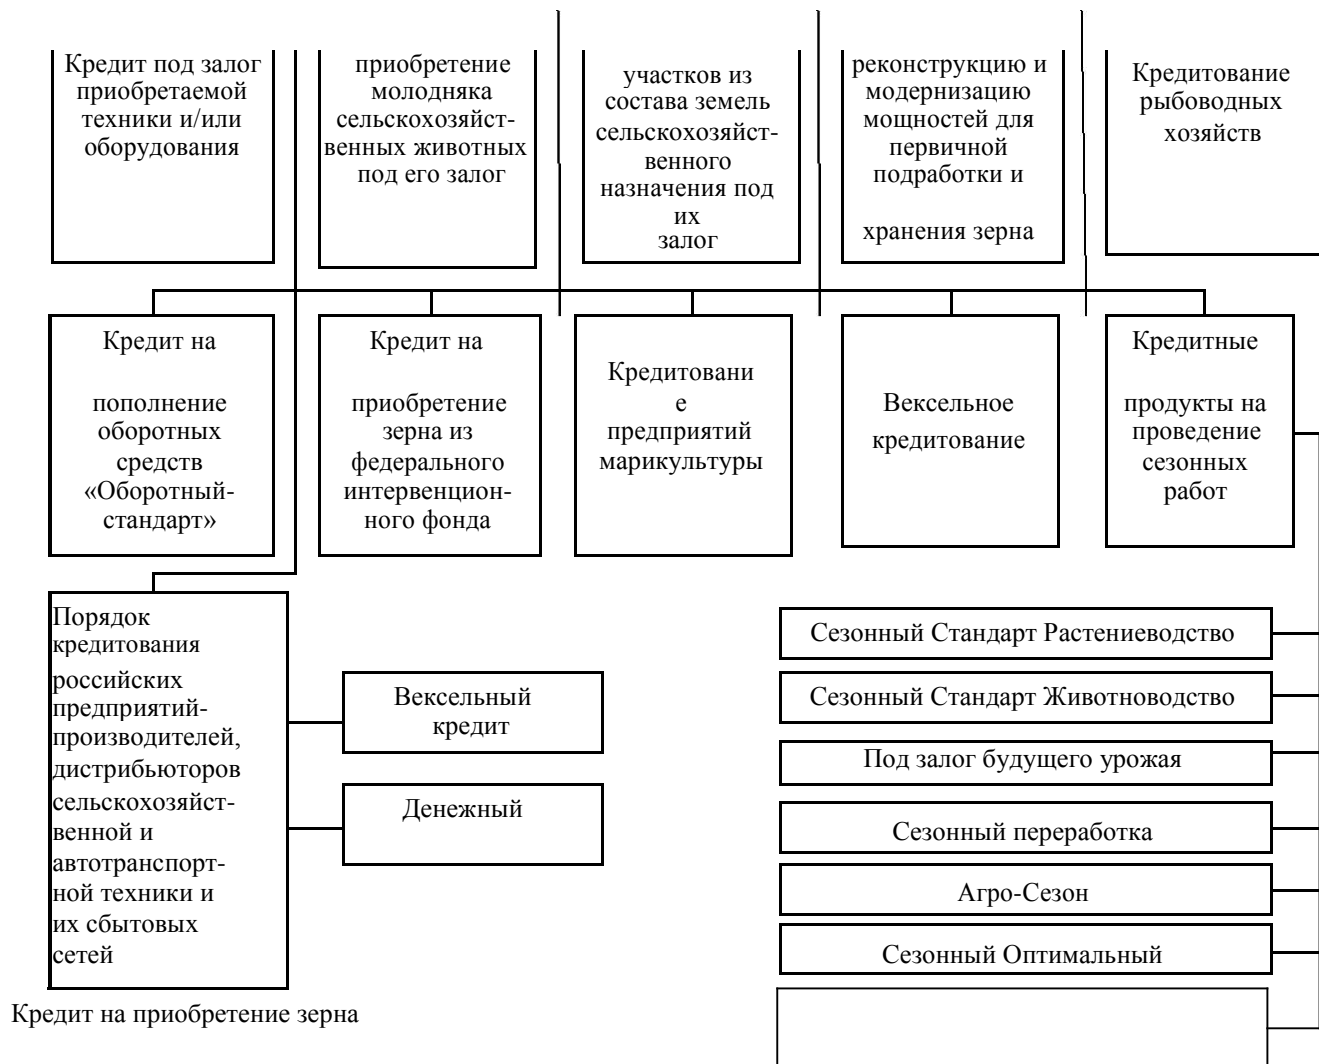 Кредит под залог
приобретаемой
техники и/или
оборудования
приобретение
молодняка
сельскохозяйст-
венных животных
под его залог
участков из
состава земель
сельскохозяйст-
венного
назначения под
их
залог
реконструкцию и
модернизацию
мощностей для
первичной
подработки и
хранения зерна
Кредитование
рыбоводных
хозяйств
Кредит на
пополнение
оборотных
средств
«Оборотный-
стандарт»
Кредит на
приобретение
зерна из
федерального
интервенцион-
ного фонда
Кредитовани
е
предприятий
марикультуры
Вексельное
кредитование
Кредитные
продукты на
проведение
сезонных
работ
Порядок
кредитования
российских
предприятий-
производителей,
дистрибьюторов
сельскохозяйст-
венной и
автотранспорт-
ной техники и
их сбытовых
сетей
Вексельный
кредит
Денежный
Сезонный Стандарт Растениеводство
Сезонный Стандарт Животноводство
Под залог будущего урожая
Сезонный переработка
Агро-Сезон
Сезонный Оптимальный
Кредит на приобретение зерна